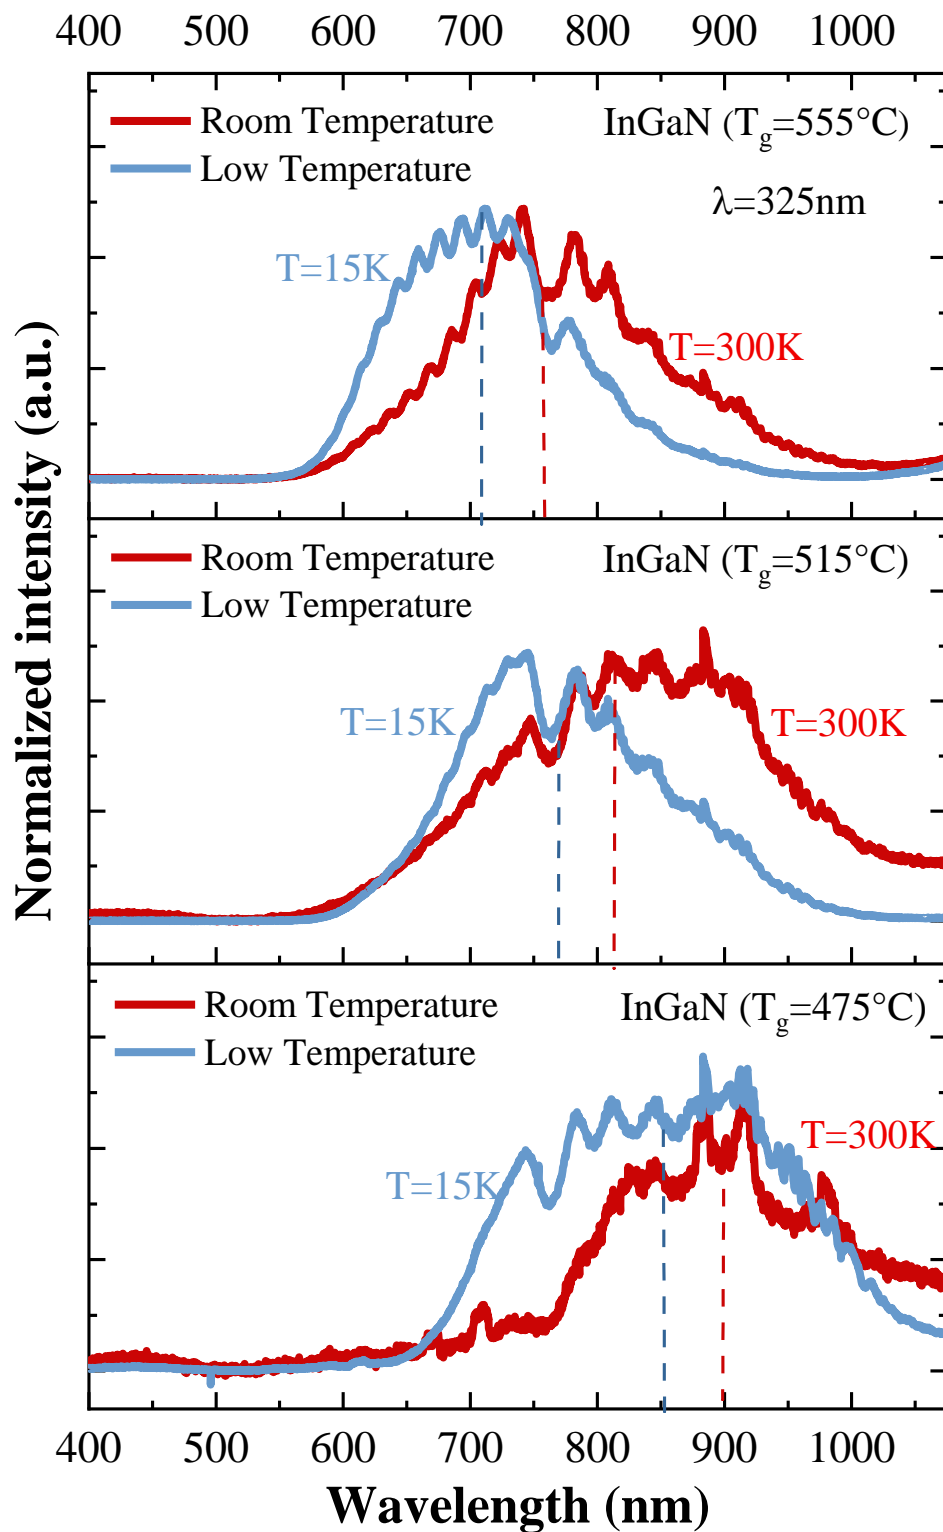 400 500 600 700 800 900 1000
Room Temperature
Low Temperature
InGaN (Tg=555°C)
λ=325nm
T=15K
T=300K
Room Temperature
Low Temperature
InGaN (Tg=515°C)
T=15K
T=300K
Room Temperature
Low Temperature
InGaN (Tg=475°C)
T=300K
T=15K
Normalized intensity (a.u.)
400 500 600 700 800 900 1000
Wavelength (nm)